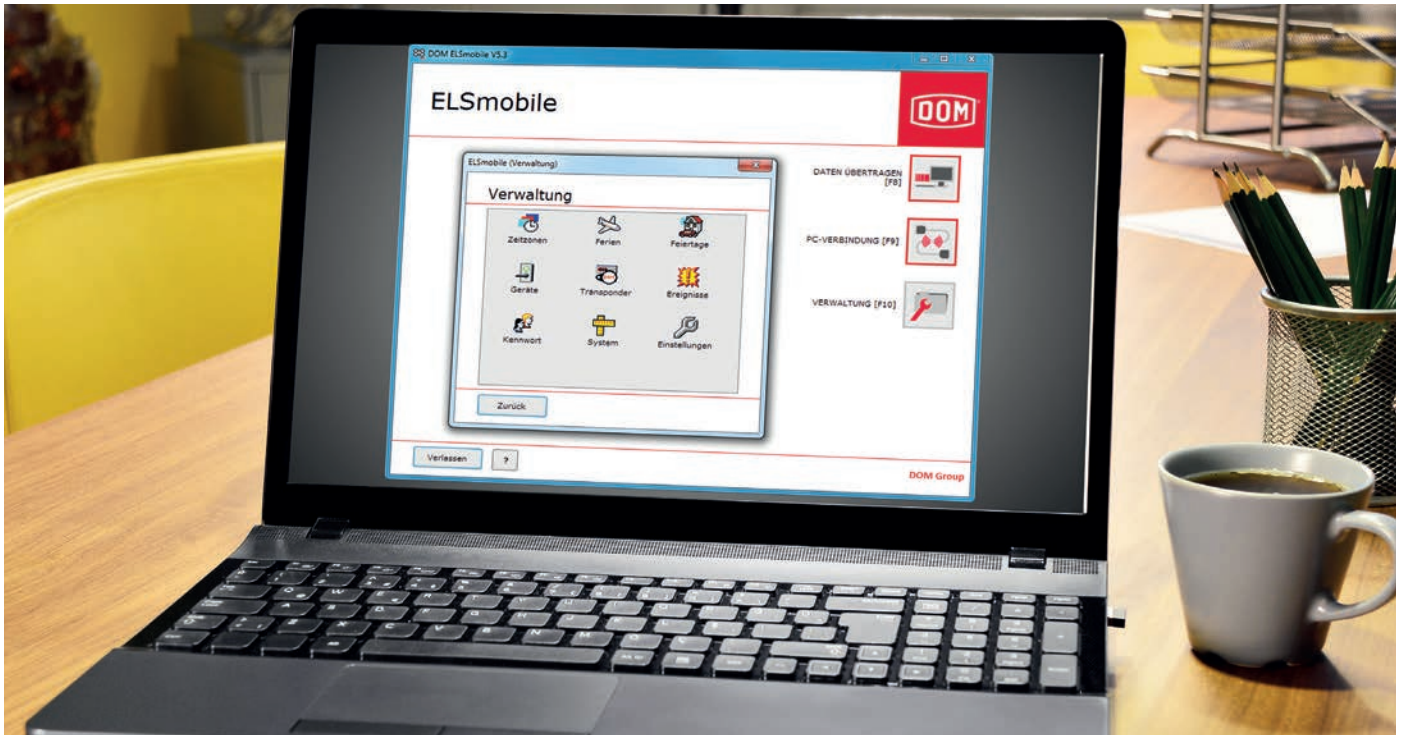 DOM ELSmobile V5.3
ELSmobile
DOM
ELSmobile (Verwaltung)
Verwaltung
Zeitzonen
Ferien
Feiertage
Geräte
Transponder
Ereignisse
Kennwort
System
Einstellungen
Zurück
DATEN ÜBERTRAGEN
[F8]
PC-VERBINDUNG [F9]
VERWALTUNG [F10]
Verlassen
?
DOM Group